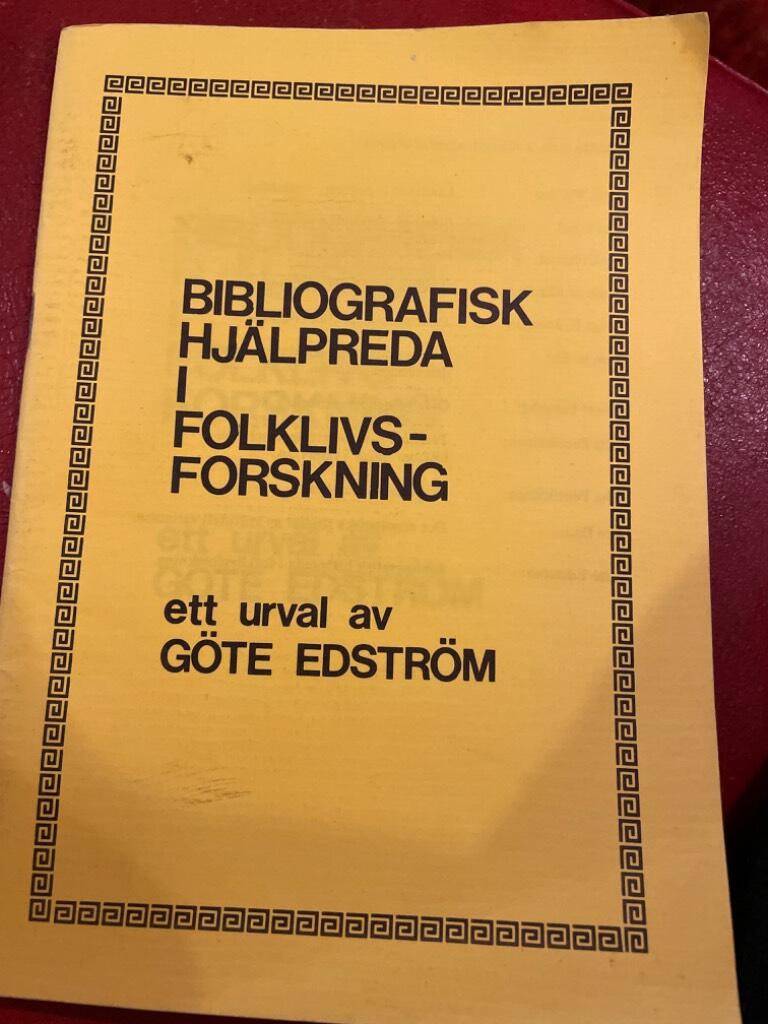 BIBLIOGRAFISK
HJÄLPREDA
I
FOLKLIVS-
FORSKNING
ett urval av
GÖTE EDSTRÖM